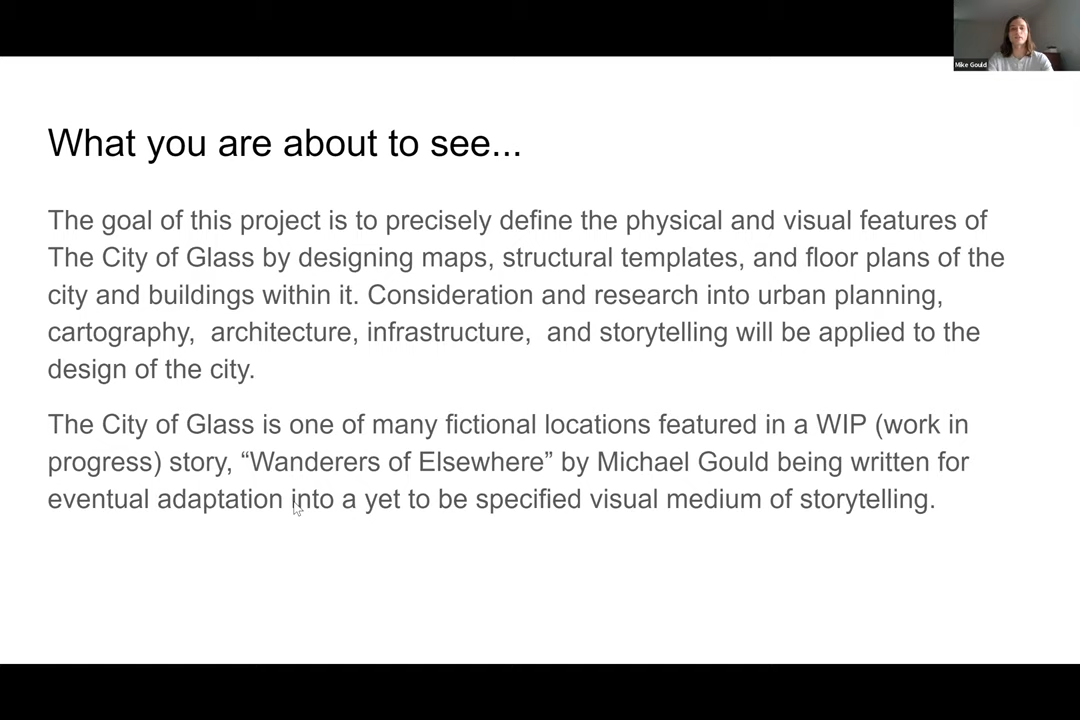 Mike Gould
What you are about to see...
The goal of this project is to precisely define the physical and visual features of
The City of Glass by designing maps, structural templates, and floor plans of the
city and buildings within it. Consideration and research into urban planning,
cartography,  architecture, infrastructure,  and storytelling will be applied to the
design of the city.
The City of Glass is one of many fictional locations featured in a WIP (work in
progress) story, “Wanderers of Elsewhere” by Michael Gould being written for
eventual adaptation into a yet to be specified visual medium of storytelling.